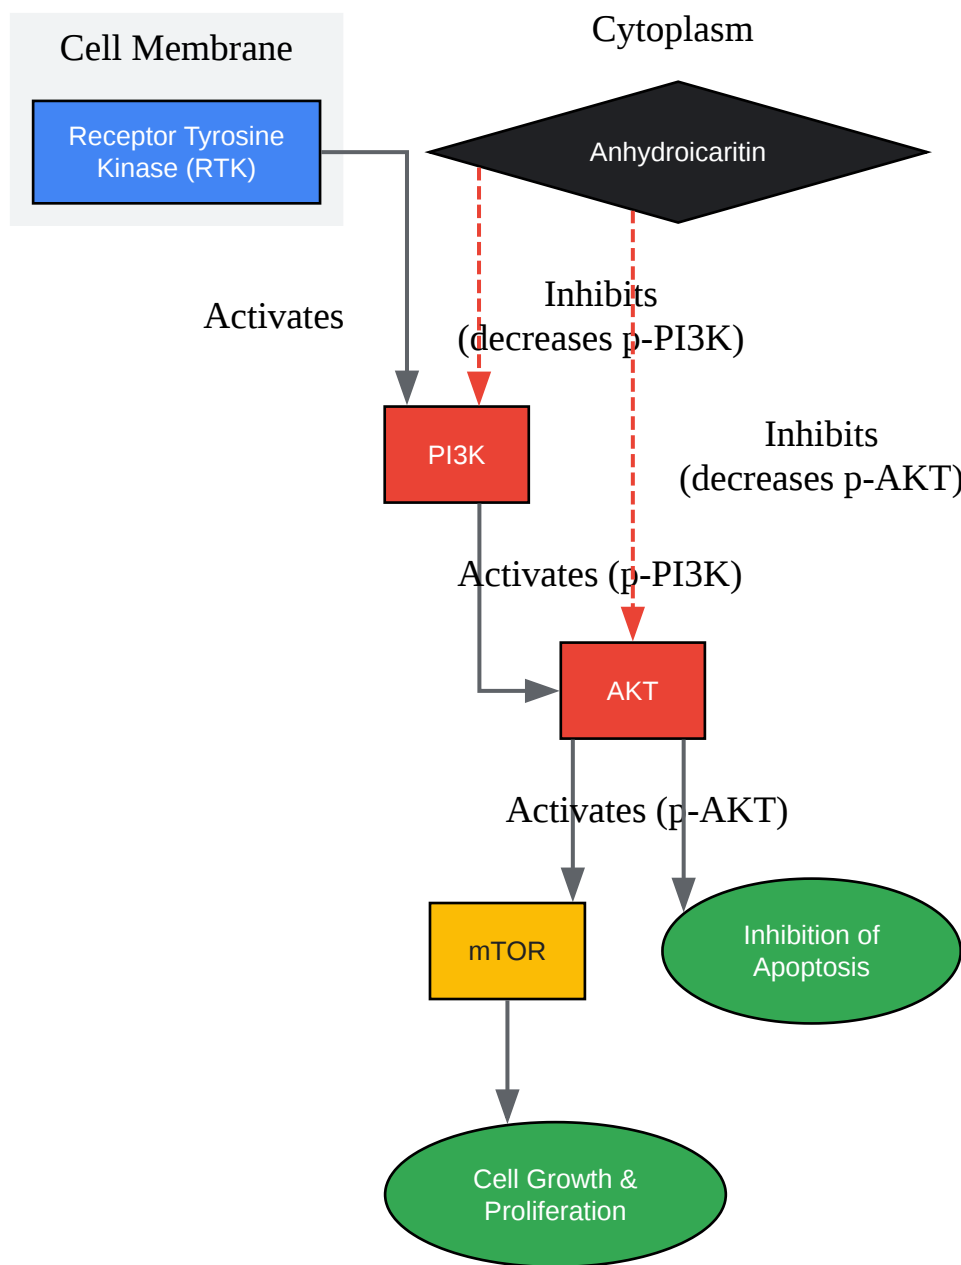 Cell Membrane
Cytoplasm
Receptor Tyrosine
Kinase (RTK)
Anhydroicaritin
Activates
Inhibits
(decreases p-PI3K)
PI3K
Inhibits
(decreases p-AKT)
Activates (p-PI3K)
AKT
Activates (p-AKT)
mTOR
Inhibition of
Apoptosis
Cell Growth &
Proliferation